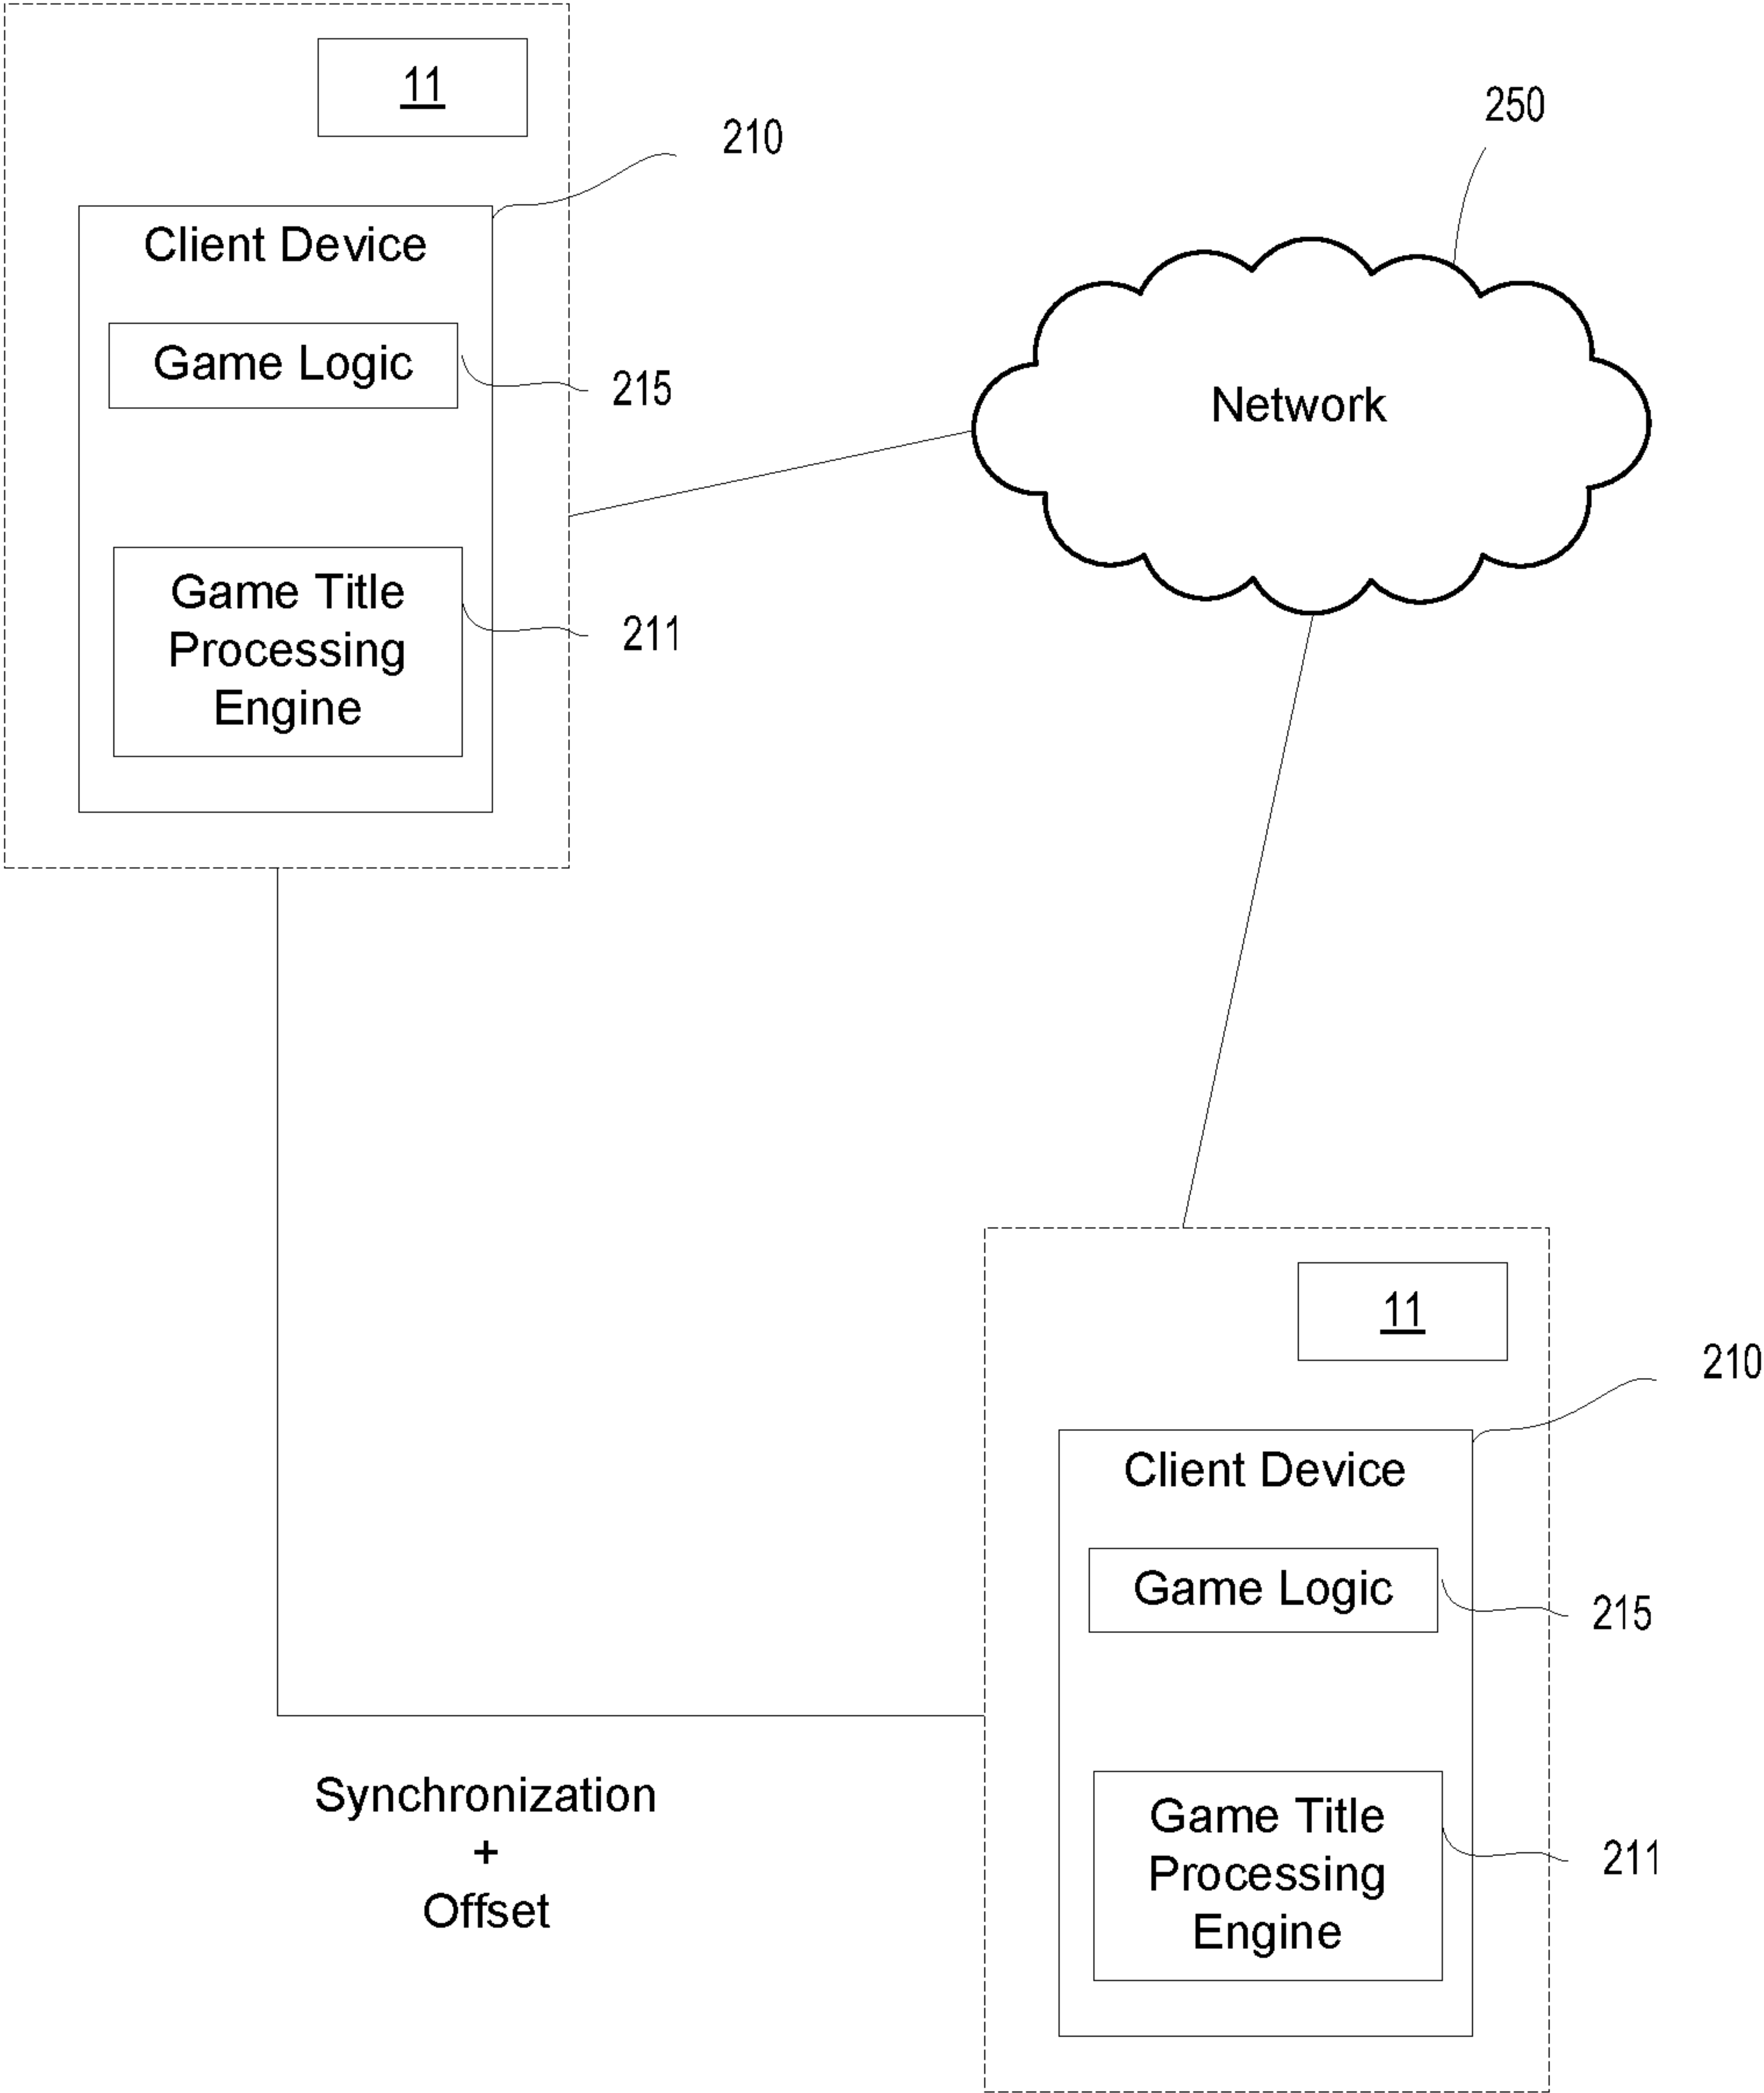 11
210
250
Client Device
Game Logic
215
Network
Game Title
Processing
Engine
211
11
210
Client Device
Game Logic
215
Synchronization
+
Offset
Game Title
Processing
Engine
211